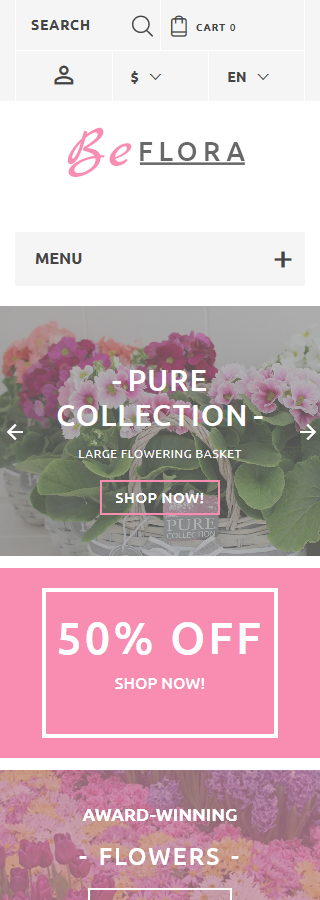 SEARCH
CART 0
$
EN
Be FLORA
MENU
- PURE
COLLECTION -
LARGE FLOWERING BASKET
SHOP NOW!
PURE
COLLECTION
50% OFF
SHOP NOW!
AWARD-WINNING
- FLOWERS -